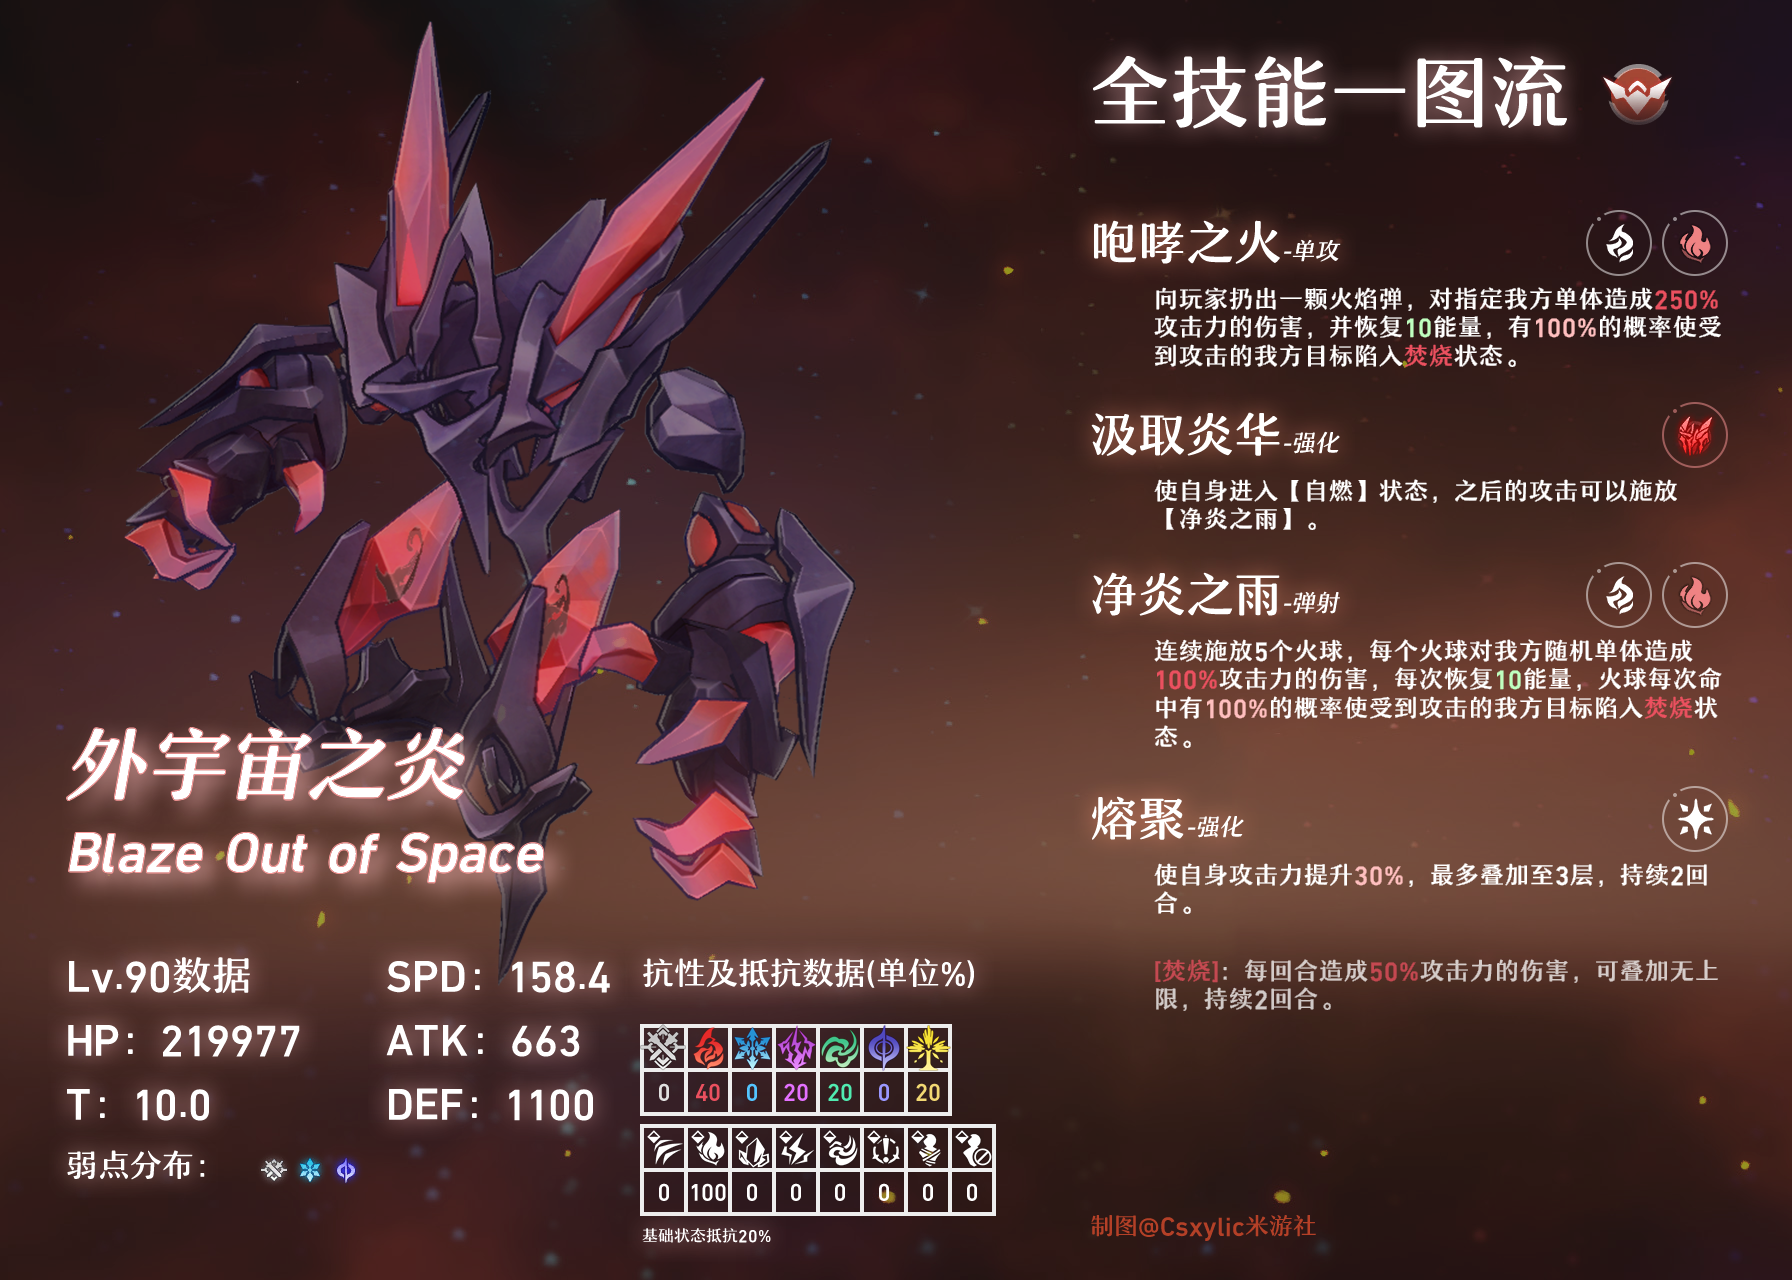 全技能一图流
咆哮之火-单攻
向玩家扔出一颗火焰弹，对指定我方单体造成250%
攻击力的伤害，并恢复10能量，有100%的概率使受
到攻击的我方目标陷入焚烧状态。
汲取炎华-强化
使自身进入【自燃】状态，之后的攻击可以施放
【净炎之雨】。
净炎之雨-弹射
连续施放5个火球，每个火球对我方随机单体造成
100%攻击力的伤害，每次恢复10能量，火球每次命
中有100%的概率使受到攻击的我方目标陷入焚烧状
态。
熔聚-强化
使自身攻击力提升30%，最多叠加至3层，持续2回
合。
[焚烧]：每回合造成50%攻击力的伤害，可叠加无上
限，持续2回合。
外宇宙之炎
Blaze Out of Space
Lv.90数据
SPD：158.4
HP：219977
ATK：663
T：10.0
DEF：1100
弱点分布：
抗性及抵抗数据(单位%)
0 40 0 20 20 0 20
0 100 0 0 0 0 0 0
基础状态抵抗20%
制图@Csxylic米游社